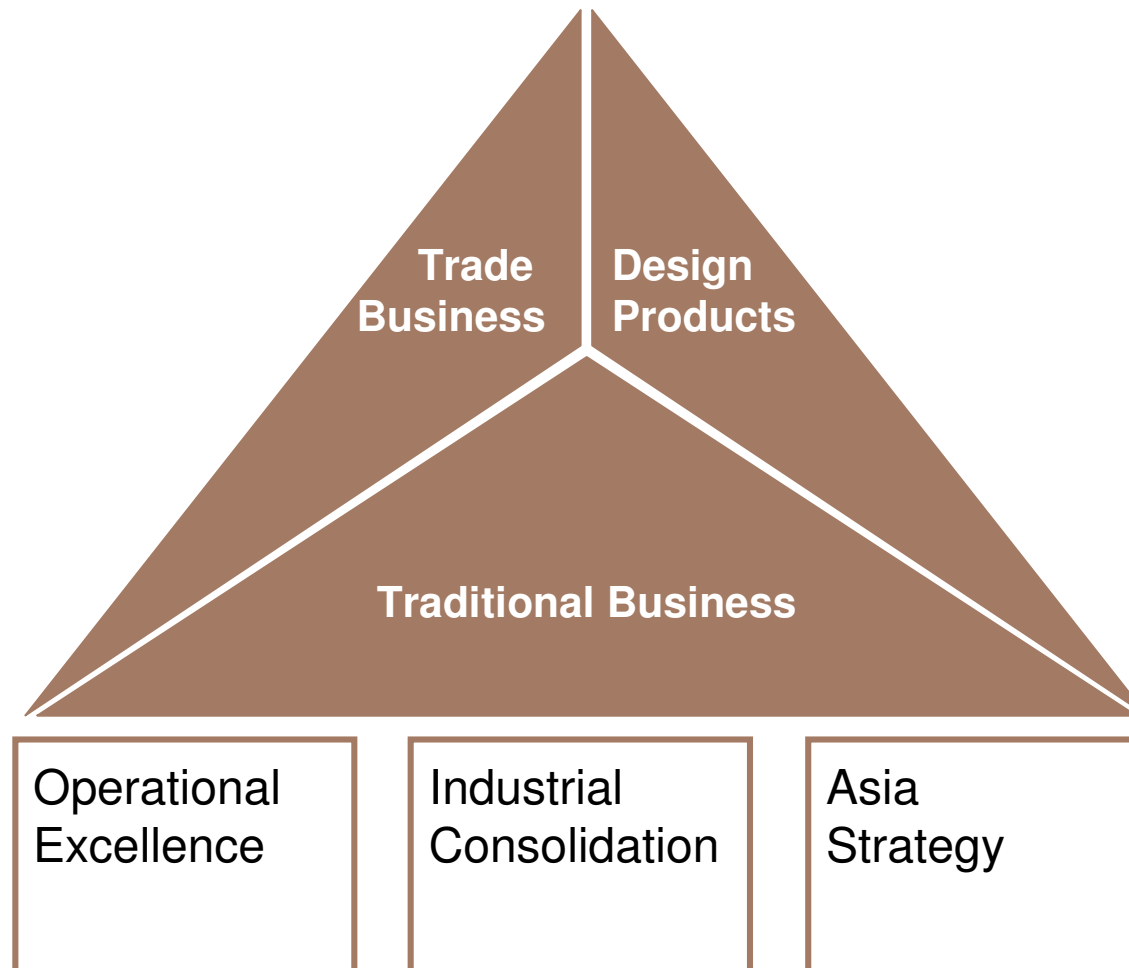 Trade
Business
Design
Products
Traditional Business
Operational
Excellence
Industrial
Consolidation
Asia
Strategy